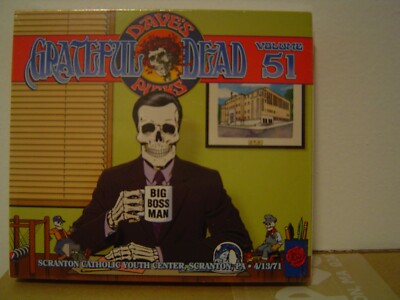 DAVE'S
GRATEFUL DEAD
PICKS
VOLUME
51
BIG
BOSS
MAN
SCRANTON CATHOLIC YOUTH CENTER, SCRANTON, PA • 4/13/71